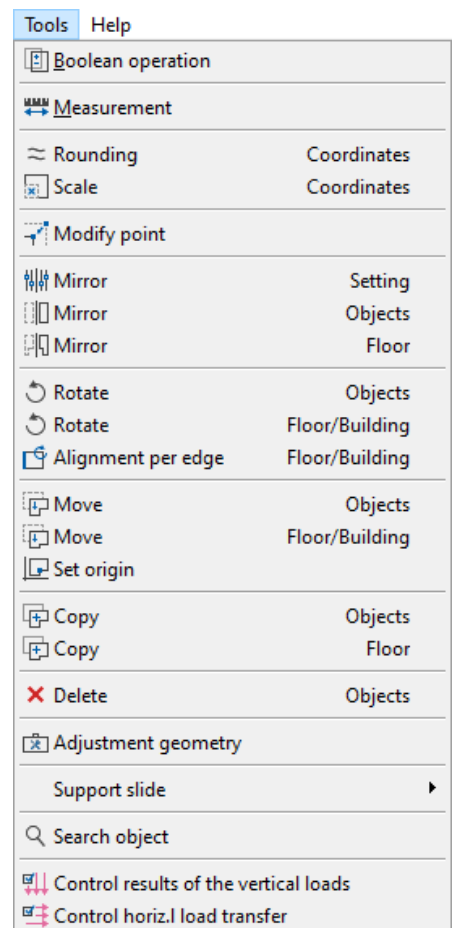 Tools Help
Boolean operation
Measurement
Rounding Coordinates
Scale Coordinates
Modify point
Mirror Setting
Mirror Objects
Mirror Floor
Rotate Objects
Rotate Floor/Building
Alignment per edge Floor/Building
Move Objects
Move Floor/Building
Set origin
Copy Objects
Copy Floor
Delete Objects
Adjustment geometry
Support slide
Search object
Control results of the vertical loads
Control horiz.l load transfer